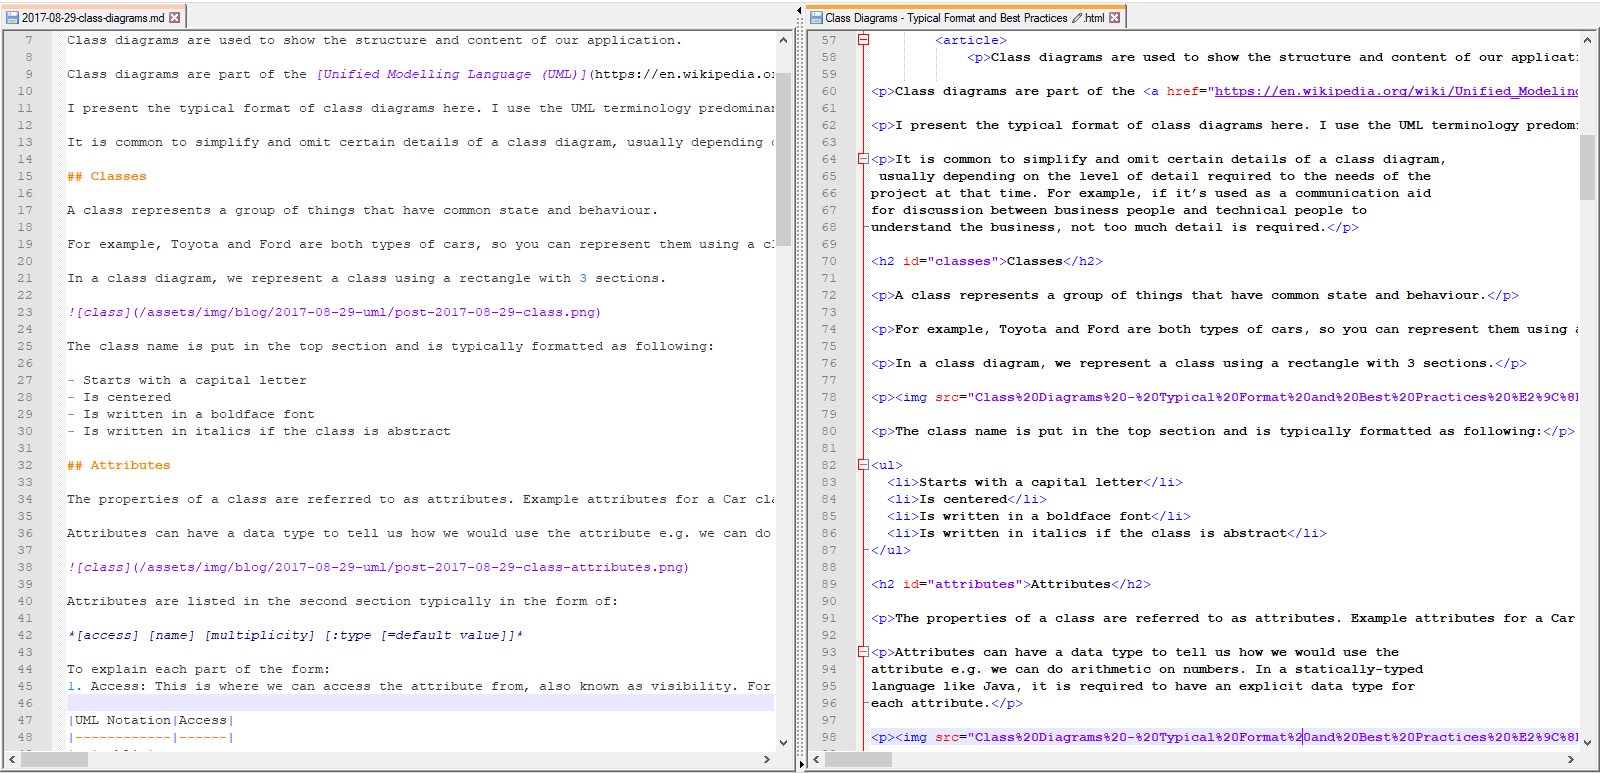 2017-08-29-class-diagrams.md
7 Class diagrams are used to show the structure and content of our application.
8
9 Class diagrams are part of the [Unified Modelling Language (UML)](https://en.wikipedia.o
10
11 I present the typical format of class diagrams here. I use the UML terminology predomina
12
13 It is common to simplify and omit certain details of a class diagram, usually depending
14
15 ## Classes
16
17 A class represents a group of things that have common state and behaviour.
18
19 For example, Toyota and Ford are both types of cars, so you can represent them using a c
20
21 In a class diagram, we represent a class using a rectangle with 3 sections.
22
23 ![class](/assets/img/blog/2017-08-29-uml/post-2017-08-29-class.png)
24
25 The class name is put in the top section and is typically formatted as following:
26
27 - Starts with a capital letter
28 - Is centered
29 - Is written in a boldface font
30 - Is written in italics if the class is abstract
31
32 ## Attributes
33
34 The properties of a class are referred to as attributes. Example attributes for a Car cl
35
36 Attributes can have a data type to tell us how we would use the attribute e.g. we can do
37
38 ![class](/assets/img/blog/2017-08-29-uml/post-2017-08-29-class-attributes.png)
39
40 Attributes are listed in the second section typically in the form of:
41
42 *[access] [name] [multiplicity] [:type [=default value]]*
43
44 To explain each part of the form:
45 1. Access: This is where we can access the attribute from, also known as visibility. For
46
47 |UML Notation|Access|
48 |------------|------|
Class Diagrams - Typical Format and Best Practices 🖉.html
57 <article>
58 <p>Class diagrams are used to show the structure and content of our applicat
59
60 <p>Class diagrams are part of the <a href="https://en.wikipedia.org/wiki/Unified_Modelin
61
62 <p>I present the typical format of class diagrams here. I use the UML terminology predom
63
64 <p>It is common to simplify and omit certain details of a class diagram,
65 usually depending on the level of detail required to the needs of the
66 project at that time. For example, if it’s used as a communication aid
67 for discussion between business people and technical people to
68 understand the business, not too much detail is required.</p>
69
70 <h2 id="classes">Classes</h2>
71
72 <p>A class represents a group of things that have common state and behaviour.</p>
73
74 <p>For example, Toyota and Ford are both types of cars, so you can represent them using
75
76 <p>In a class diagram, we represent a class using a rectangle with 3 sections.</p>
77
78 <p><img src="Class%20Diagrams%20-%20Typical%20Format%20and%20Best%20Practices%20%E2%9C%8
79
80 <p>The class name is put in the top section and is typically formatted as following:</p>
81
82 <ul>
83 <li>Starts with a capital letter</li>
84 <li>Is centered</li>
85 <li>Is written in a boldface font</li>
86 <li>Is written in italics if the class is abstract</li>
87 </ul>
88
89 <h2 id="attributes">Attributes</h2>
90
91 <p>The properties of a class are referred to as attributes. Example attributes for a Car
92
93 <p>Attributes can have a data type to tell us how we would use the
94 attribute e.g. we can do arithmetic on numbers. In a statically-typed
95 language like Java, it is required to have an explicit data type for
96 each attribute.</p>
97
98 <p><img src="Class%20Diagrams%20-%20Typical%20Format%20and%20Best%20Practices%20%E2%9C%8